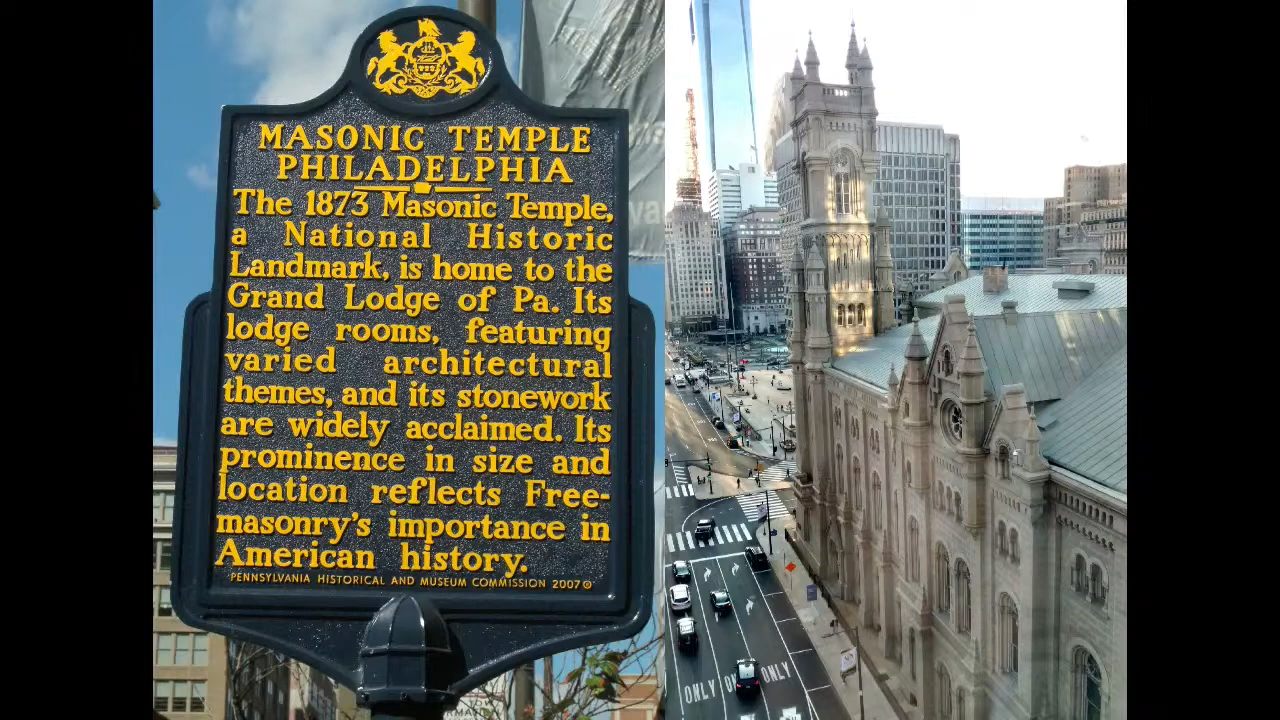 MASONIC TEMPLE
PHILADELPHIA
The 1873 Masonic Temple,
a National Historic
Landmark, is home to the
Grand Lodge of Pa. Its
lodge rooms, featuring
varied architectural
themes, and its stonework
are widely acclaimed. Its
prominence in size and
location reflects Free-
masonry's importance in
American history.
PENNSYLVANIA HISTORICAL AND MUSEUM COMMISSION 2007
va
ONLY ONLY